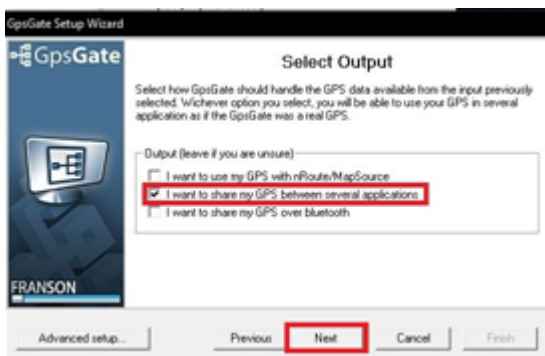 GpsGate Setup Wizard
GpsGate
Select Output
Select how GpsGate should handle the GPS data available from the input previously
selected. Wichever option you select, you will be able to use your GPS in several
application as if the GpsGate was a real GPS.
Output (leave if you are unsure)
I want to use my GPS with nRoute/MapSource
I want to share my GPS between several applications
I want to share my GPS over bluetooth
FRANSON
Advanced setup...
Previous
Next
Cancel
Finish